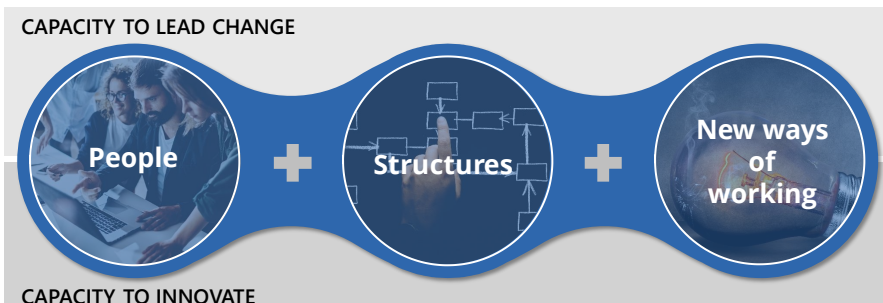 CAPACITY TO LEAD CHANGE
People
Structures
New ways
of
working
CAPACITY TO INNOVATE